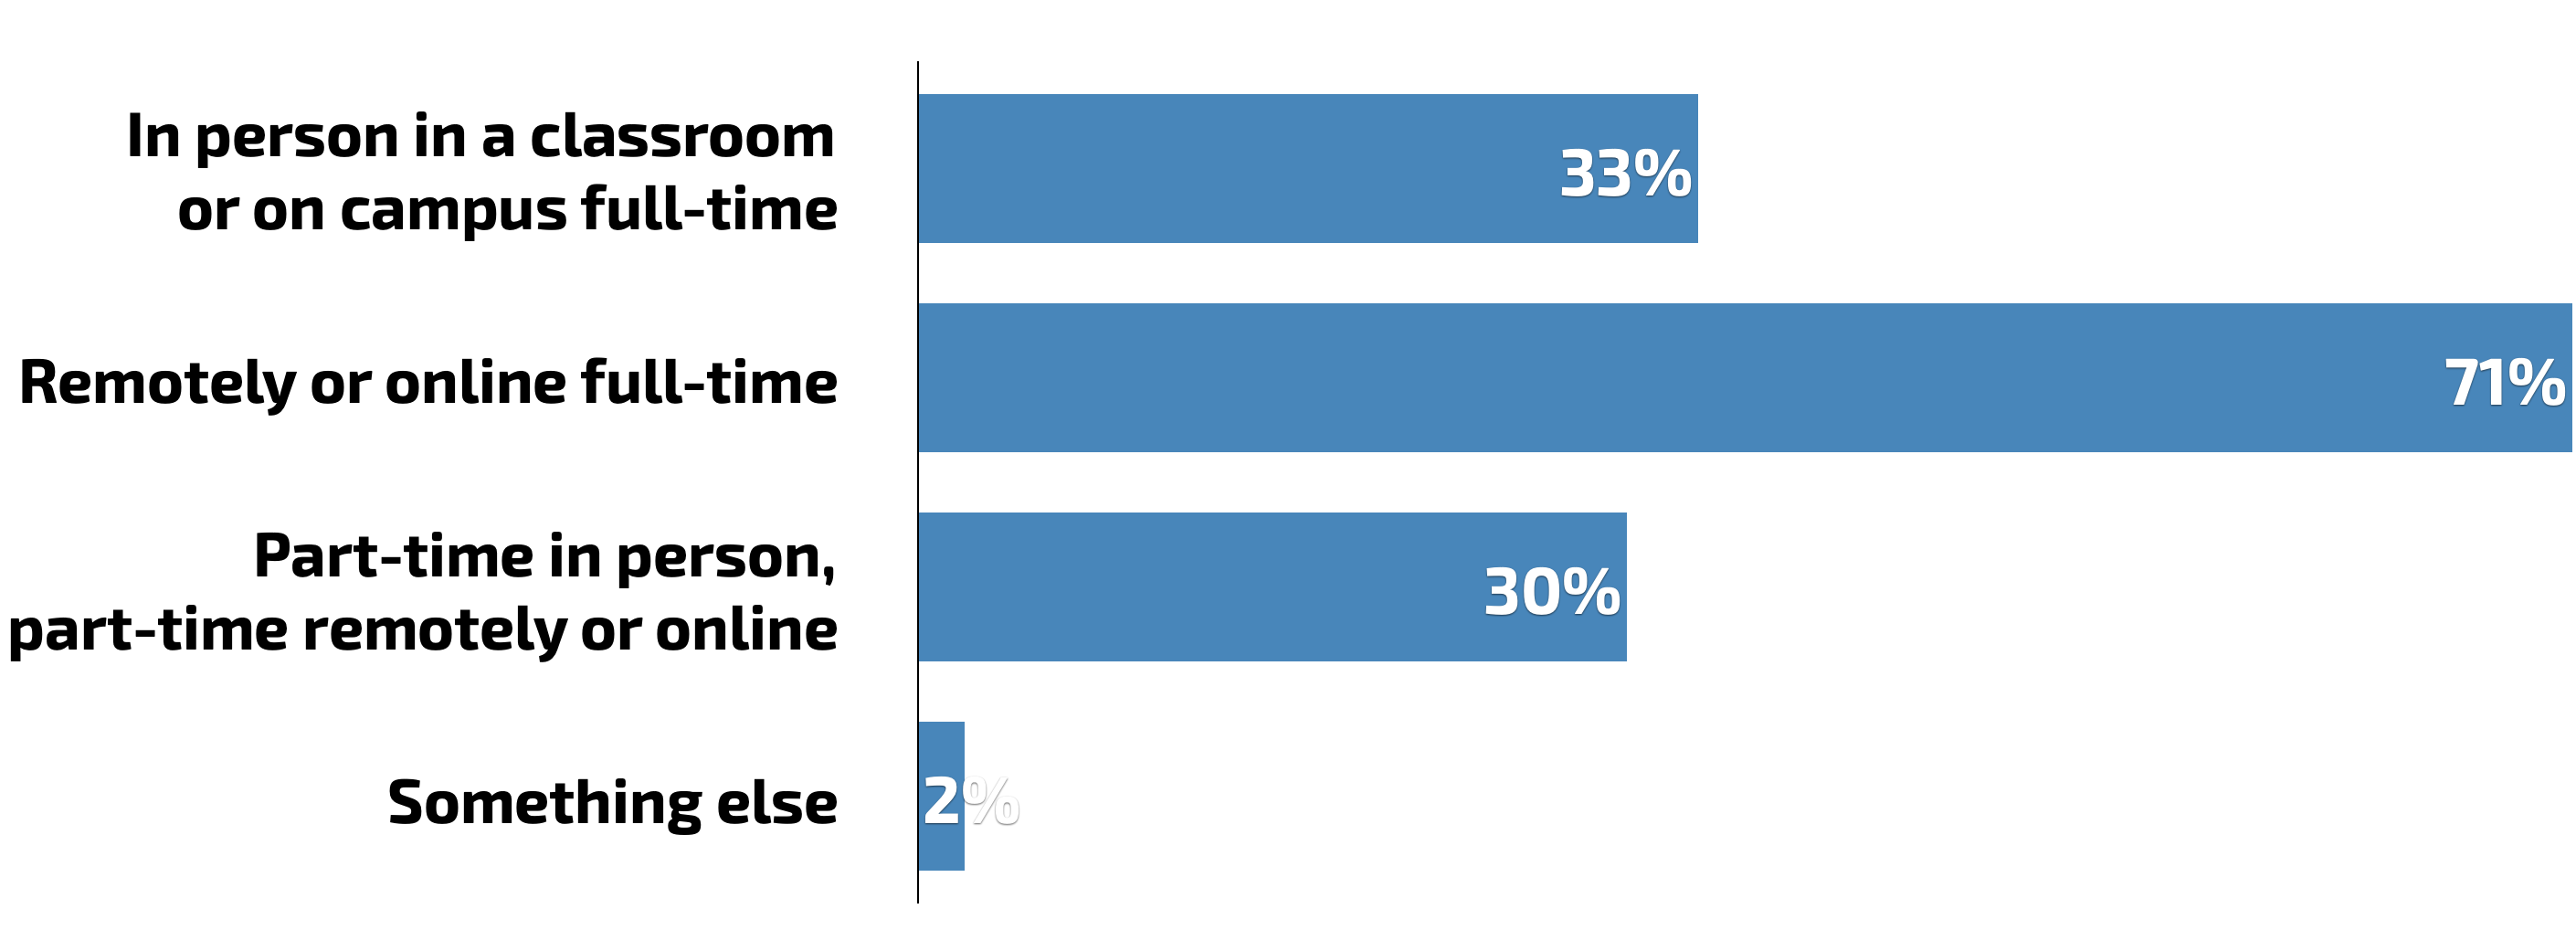 In person in a classroom
or on campus full-time
33%
Remotely or online full-time
71%
Part-time in person,
part-time remotely or online
30%
Something else
2%